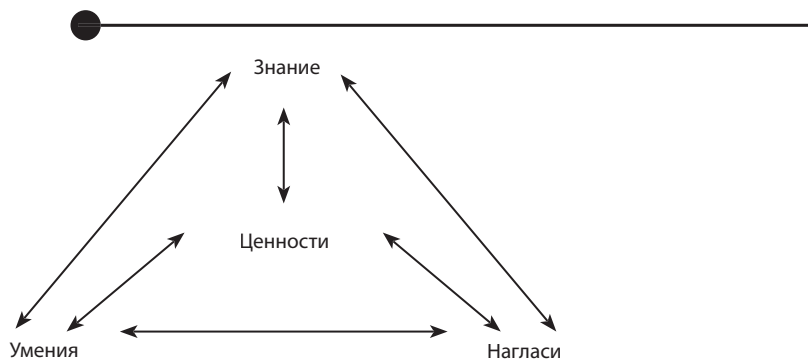 Знание
Ценности
Умения
Нагласи